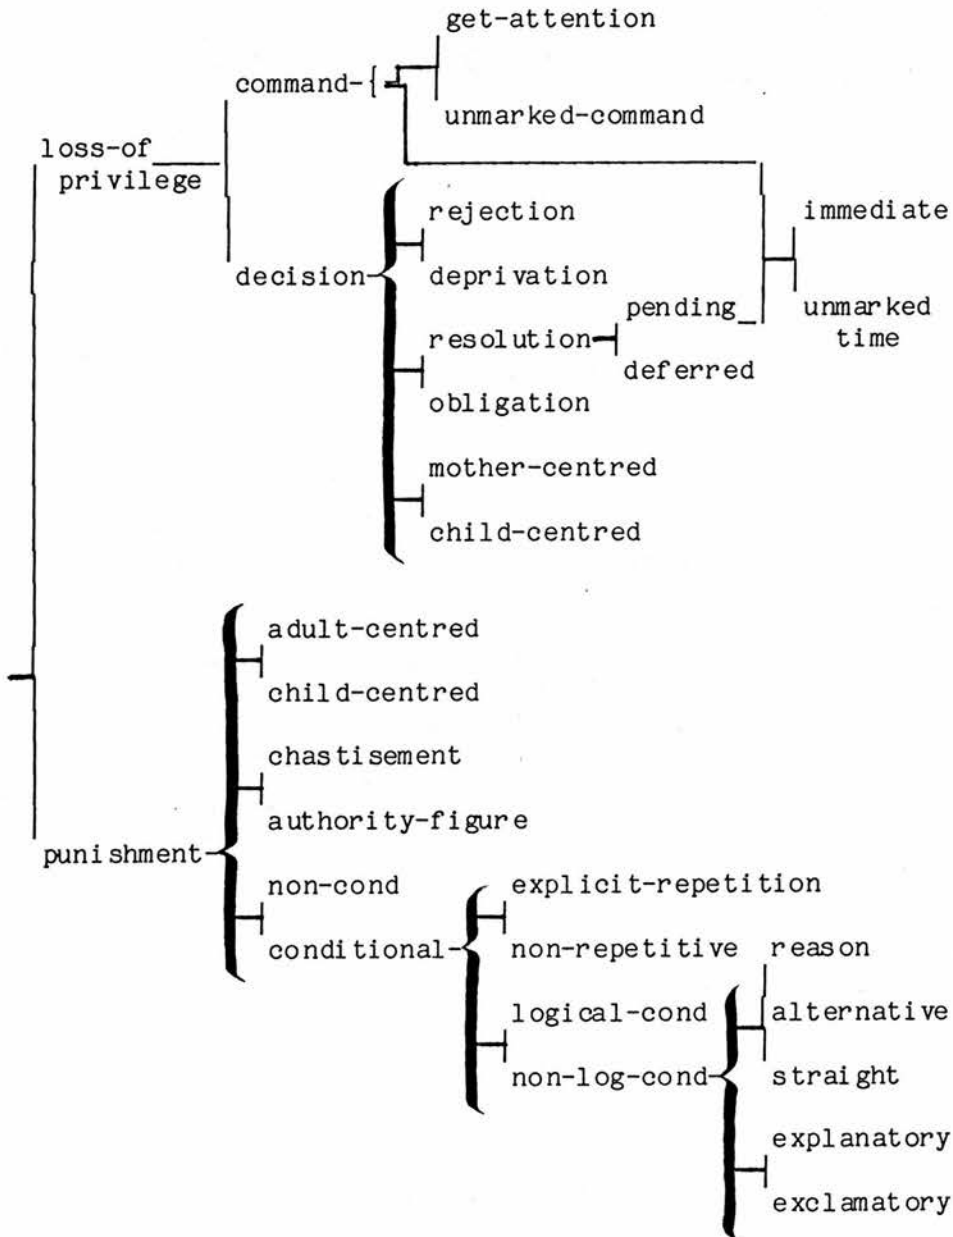 get-attention
command-{
unmarked-command
loss-of
privilege
rejection
immediate
decision
deprivation
pending
unmarked
time
resolution
deferred
obligation
mother-centred
child-centred
adult-centred
child-centred
chastisement
authority-figure
punishment
non-cond
explicit-repetition
conditional
non-repetitive
reason
logical-cond
alternative
non-log-cond
straight
explanatory
exclamatory